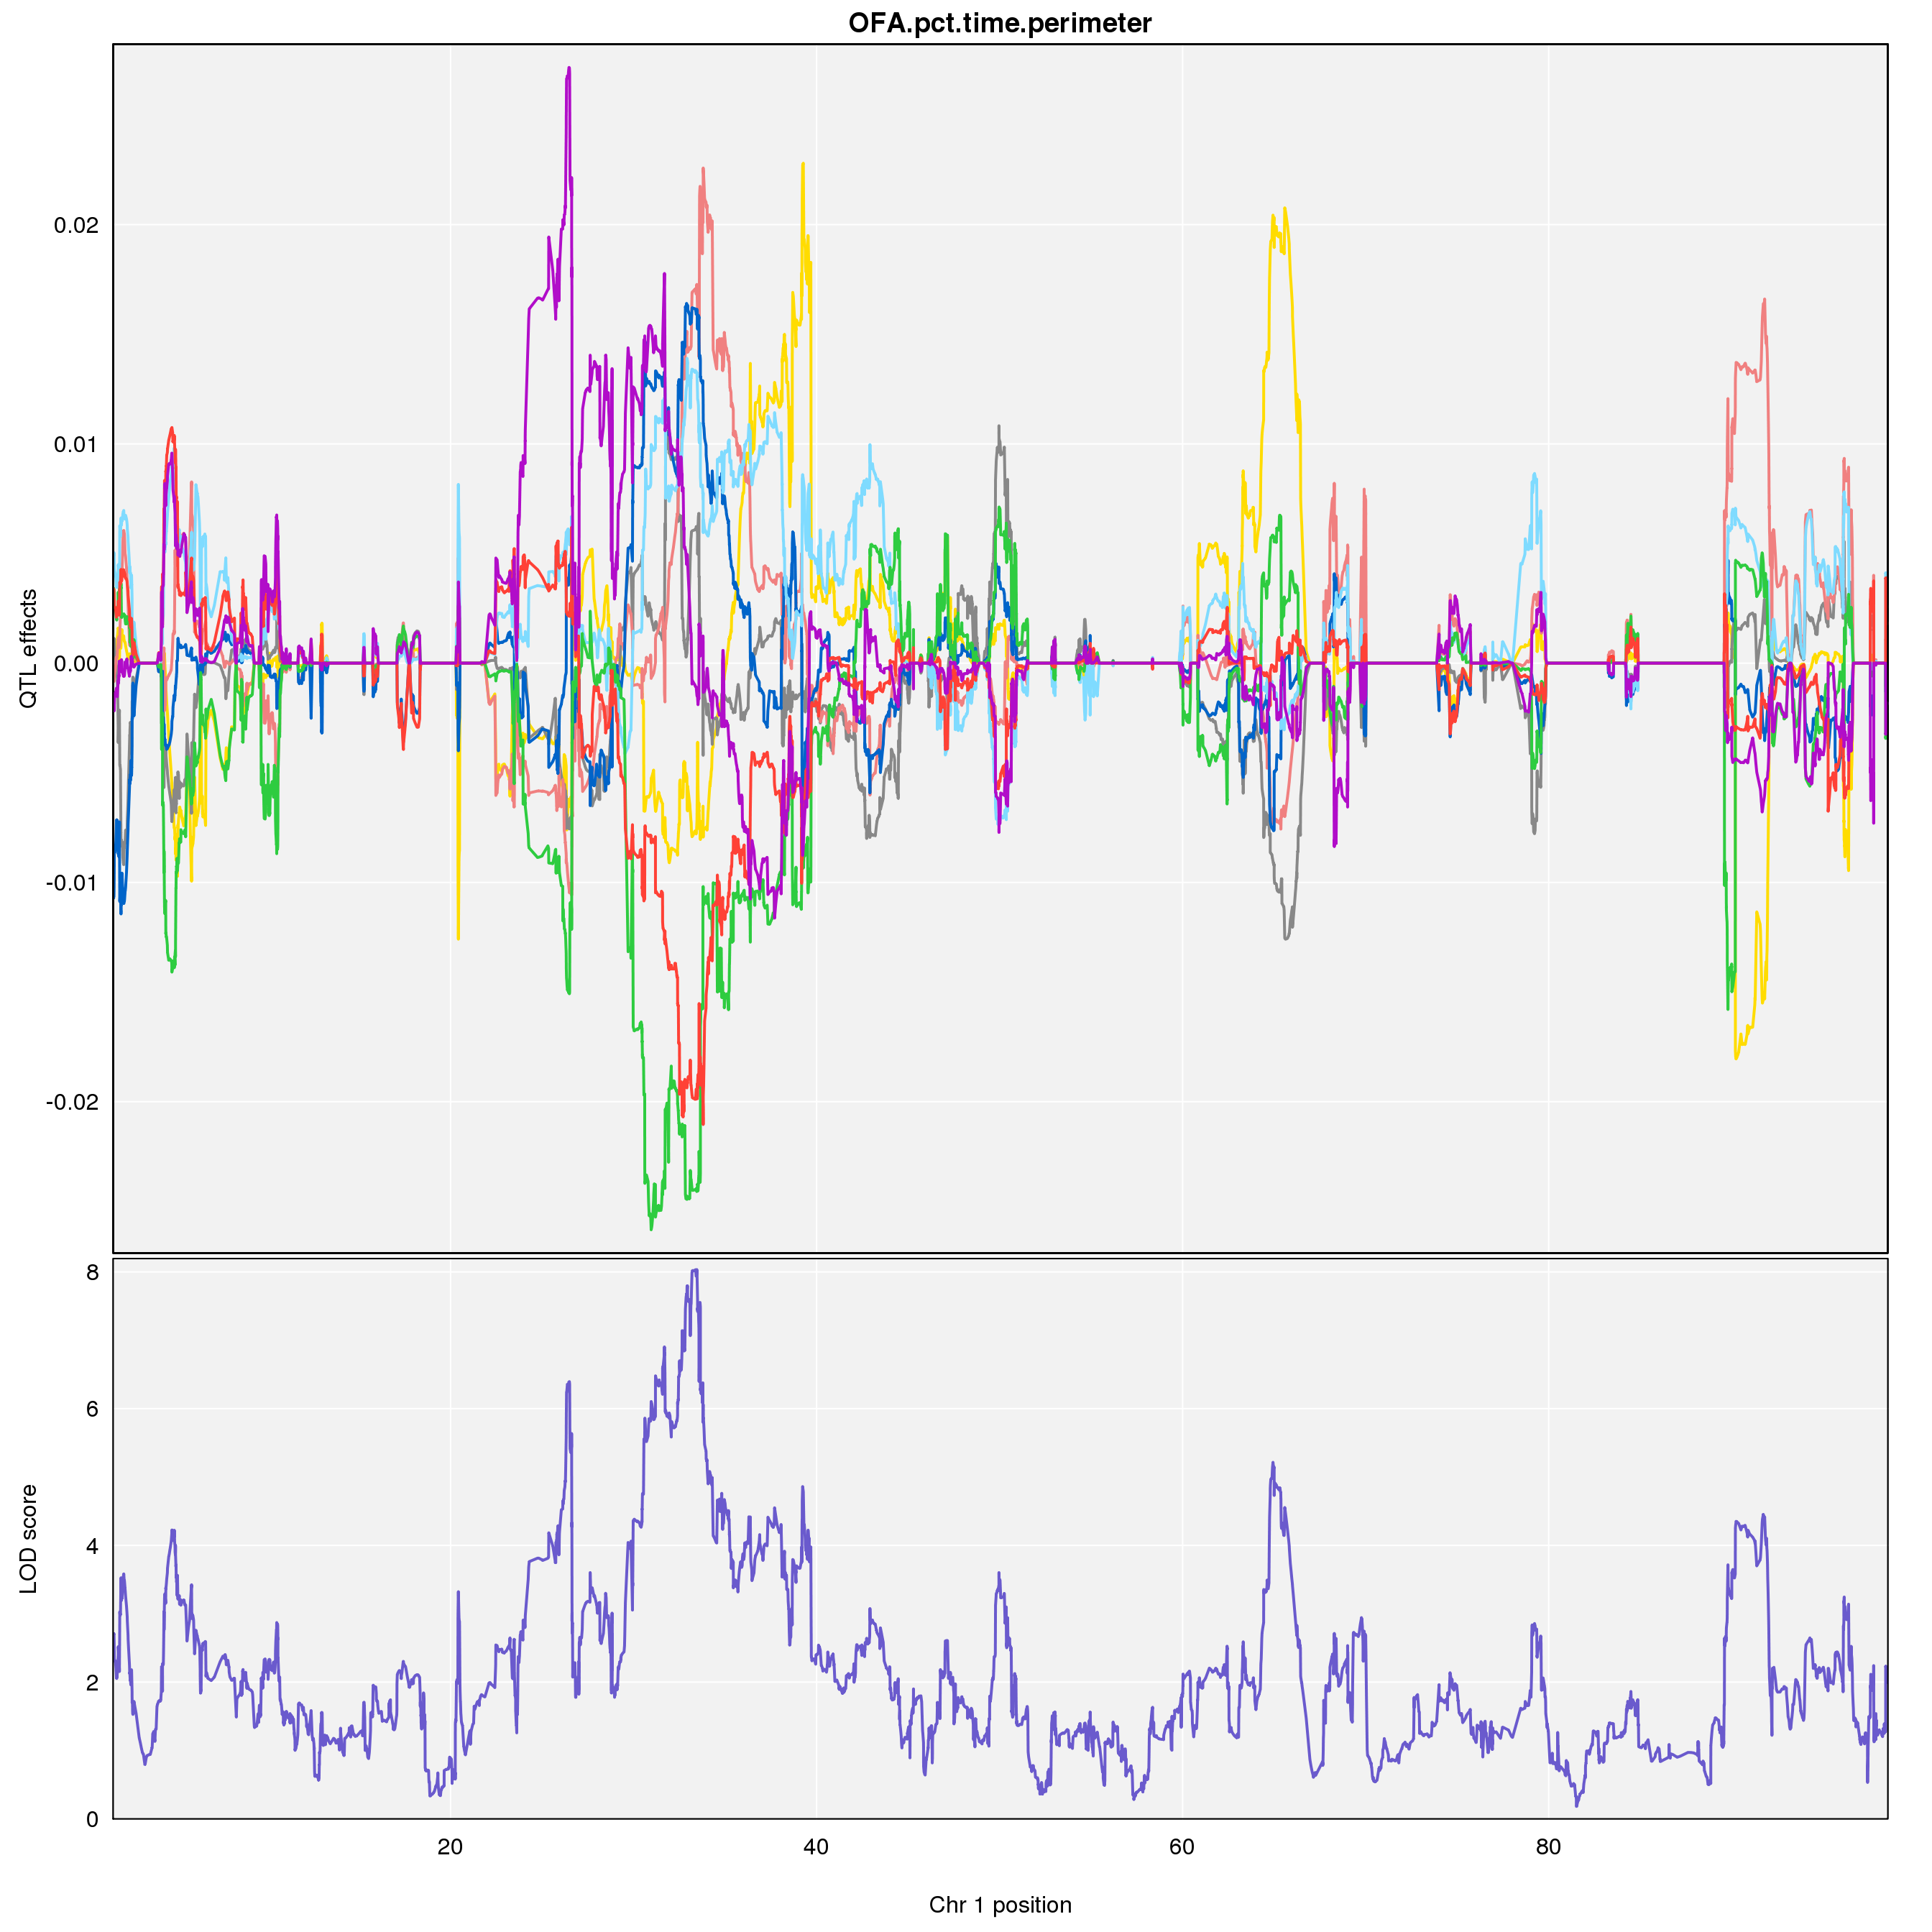 OFA.pct.time.perimeter
QTL effects
0.02
0.01
0.00
-0.01
-0.02
LOD score
8
6
4
2
0
20 40 60 80
Chr 1 position